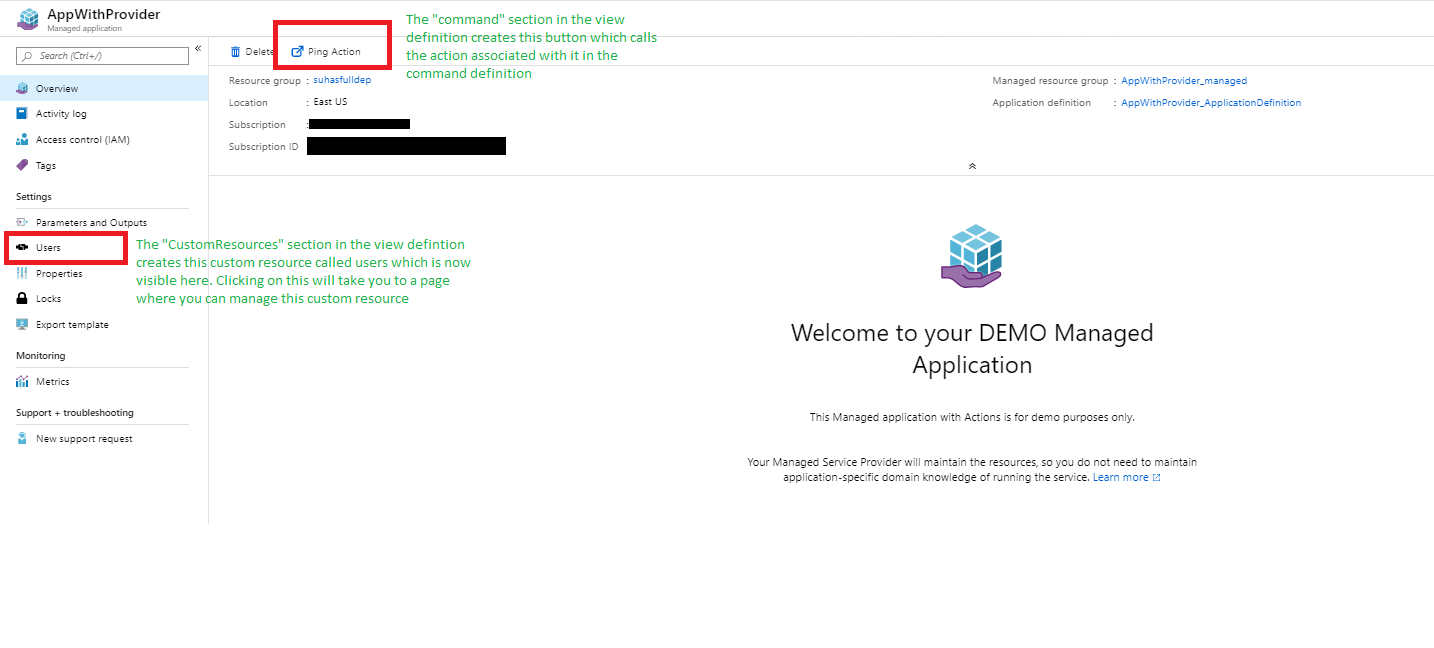 AppWithProvider
Managed application
Search (Ctrl+/)
«
Overview
Activity log
Access control (IAM)
Tags
Settings
Parameters and Outputs
Users
Properties
Locks
Export template
Monitoring
Metrics
Support + troubleshooting
New support request
Delete
Ping Action
The "command" section in the view
definition creates this button which calls
the action associated with it in the
command definition
Resource group : suhasfulldep
Location : East US
Subscription :
Subscription ID
Managed resource group : AppWithProvider_managed
Application definition : AppWithProvider_ApplicationDefinition
The "CustomResources" section in the view defintion
creates this custom resource called users which is now
visible here. Clicking on this will take you to a page
where you can manage this custom resource
Welcome to your DEMO Managed
Application
This Managed application with Actions is for demo purposes only.
Your Managed Service Provider will maintain the resources, so you do not need to maintain
application-specific domain knowledge of running the service. Learn more